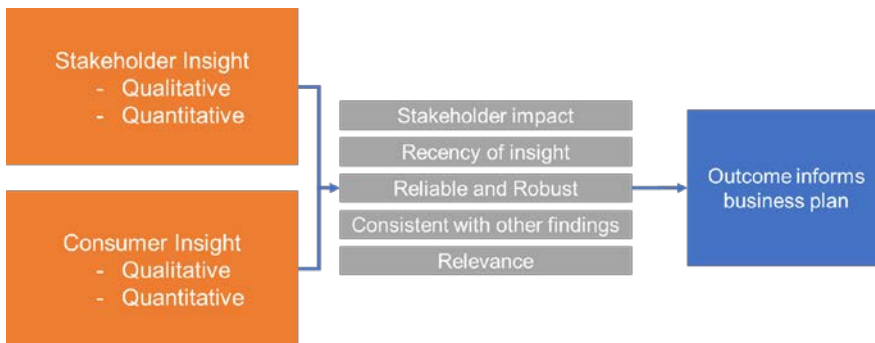 Stakeholder Insight
- Qualitative
- Quantitative
Consumer Insight
- Qualitative
- Quantitative
Stakeholder impact
Recency of insight
Reliable and Robust
Consistent with other findings
Relevance
Outcome informs
business plan